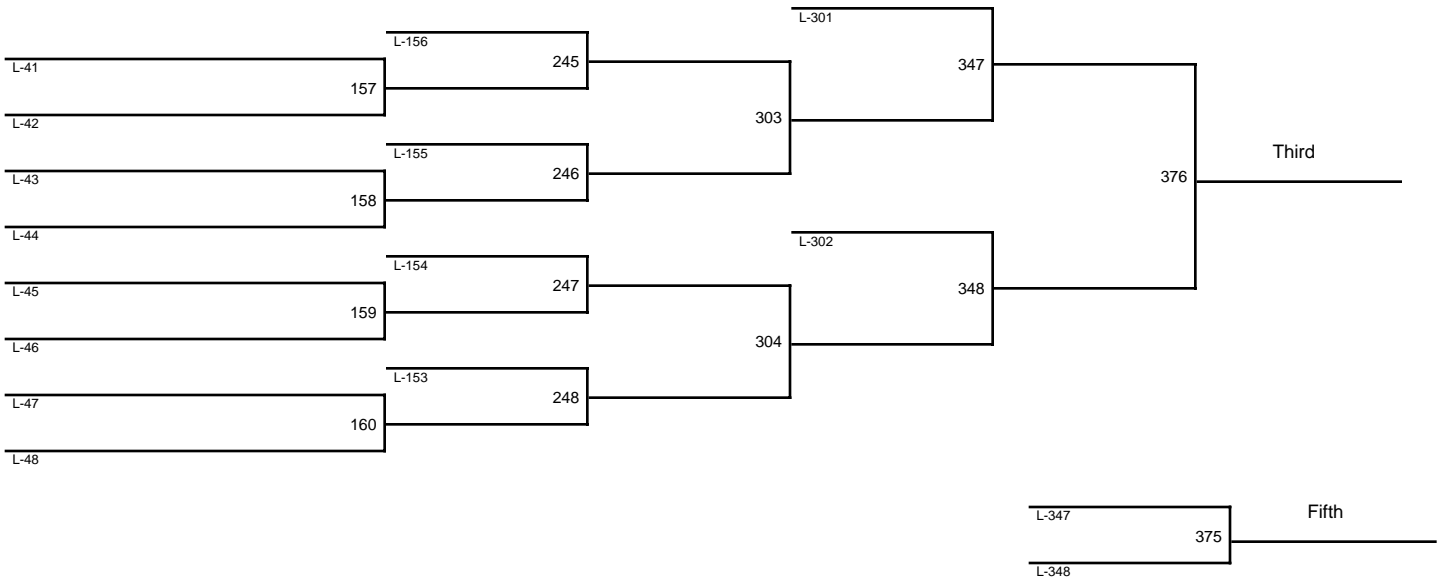 L-301
L-156
245
L-41
347
157
L-42
303
L-155
Third
L-43
246
376
158
L-44
L-302
L-154
247
L-45
348
159
L-46
304
L-153
248
L-47
160
L-48
L-347
Fifth
375
L-348